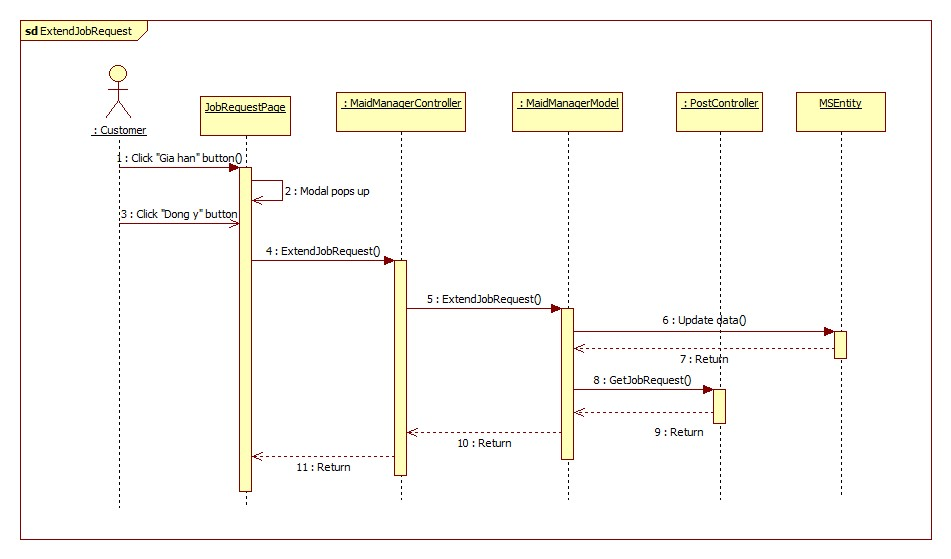 sd ExtendJobRequest
: Customer
JobRequestPage
: MaidManagerController
: MaidManagerModel
: PostController
MSEntity
1 : Click "Gia han" button()
2 : Modal pops up
3 : Click "Dong y" button
4 : ExtendJobRequest()
5 : ExtendJobRequest()
6 : Update data()
7 : Return
8 : GetJobRequest()
9 : Return
10 : Return
11 : Return